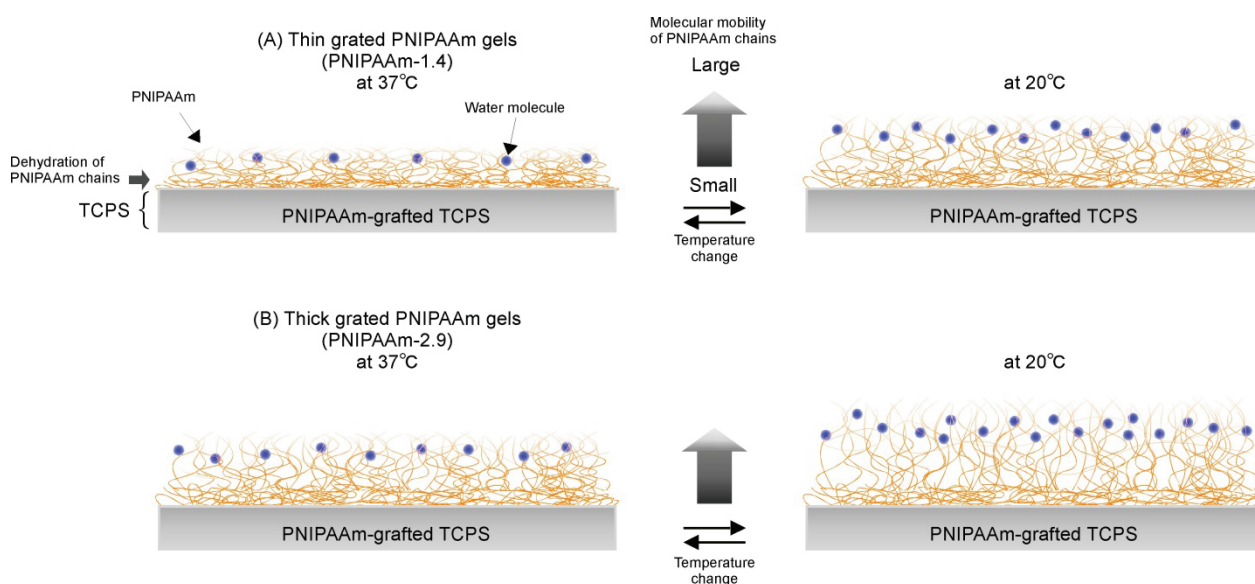 (A) Thin grated PNIPAAm gels
(PNIPAAm-1.4)
at 37℃
PNIPAAm
Water molecule
Dehydration of
PNIPAAm chains
TCPS
PNIPAAm-grafted TCPS
Molecular mobility
of PNIPAAm chains
Large
Small
Temperature
change
at 20℃
PNIPAAm-grafted TCPS
(B) Thick grated PNIPAAm gels
(PNIPAAm-2.9)
at 37℃
PNIPAAm-grafted TCPS
Temperature
change
at 20℃
PNIPAAm-grafted TCPS